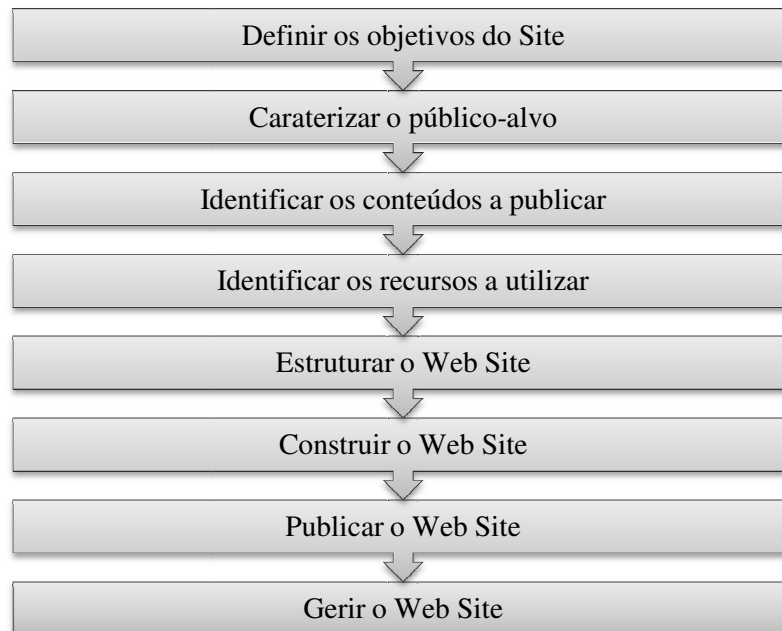 Definir os objetivos do Site
Caraterizar o público-alvo
Identificar os conteúdos a publicar
Identificar os recursos a utilizar
Estruturar o Web Site
Construir o Web Site
Publicar o Web Site
Gerir o Web Site